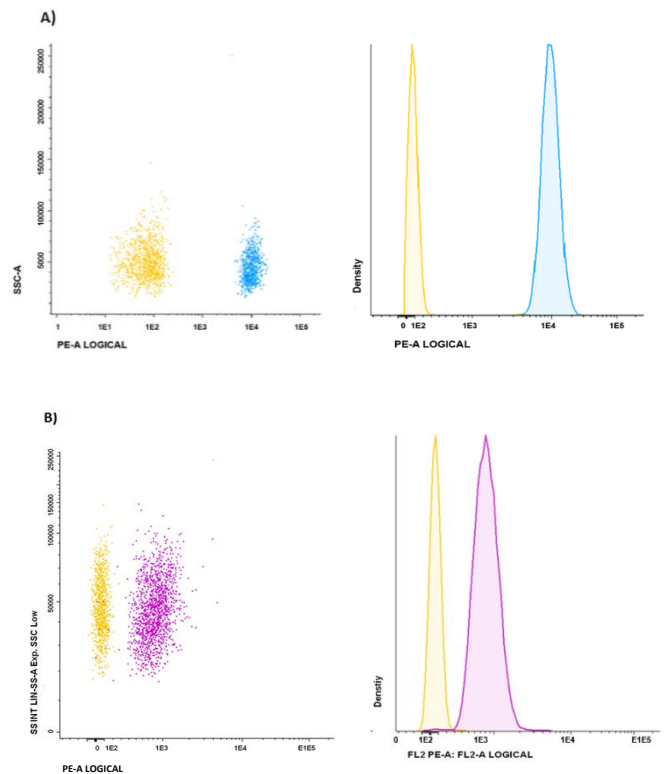 A)
250000
200000
150000
100000
5000
SSC-A
1 1E1 1E2 1E3 1E4 1E5
PE-A LOGICAL
Density
0 1E2 1E3 1E4 1E5
PE-A LOGICAL
B)
250000
150000
100000
50000
0
SS INT LIN-SS-A Exp. SSC Low
0 1E2 1E3 1E4 1E5
PE-A LOGICAL
Denstiy
0 1E2 1E3 1E4 E1E5
FL2 PE-A: FL2-A LOGICAL